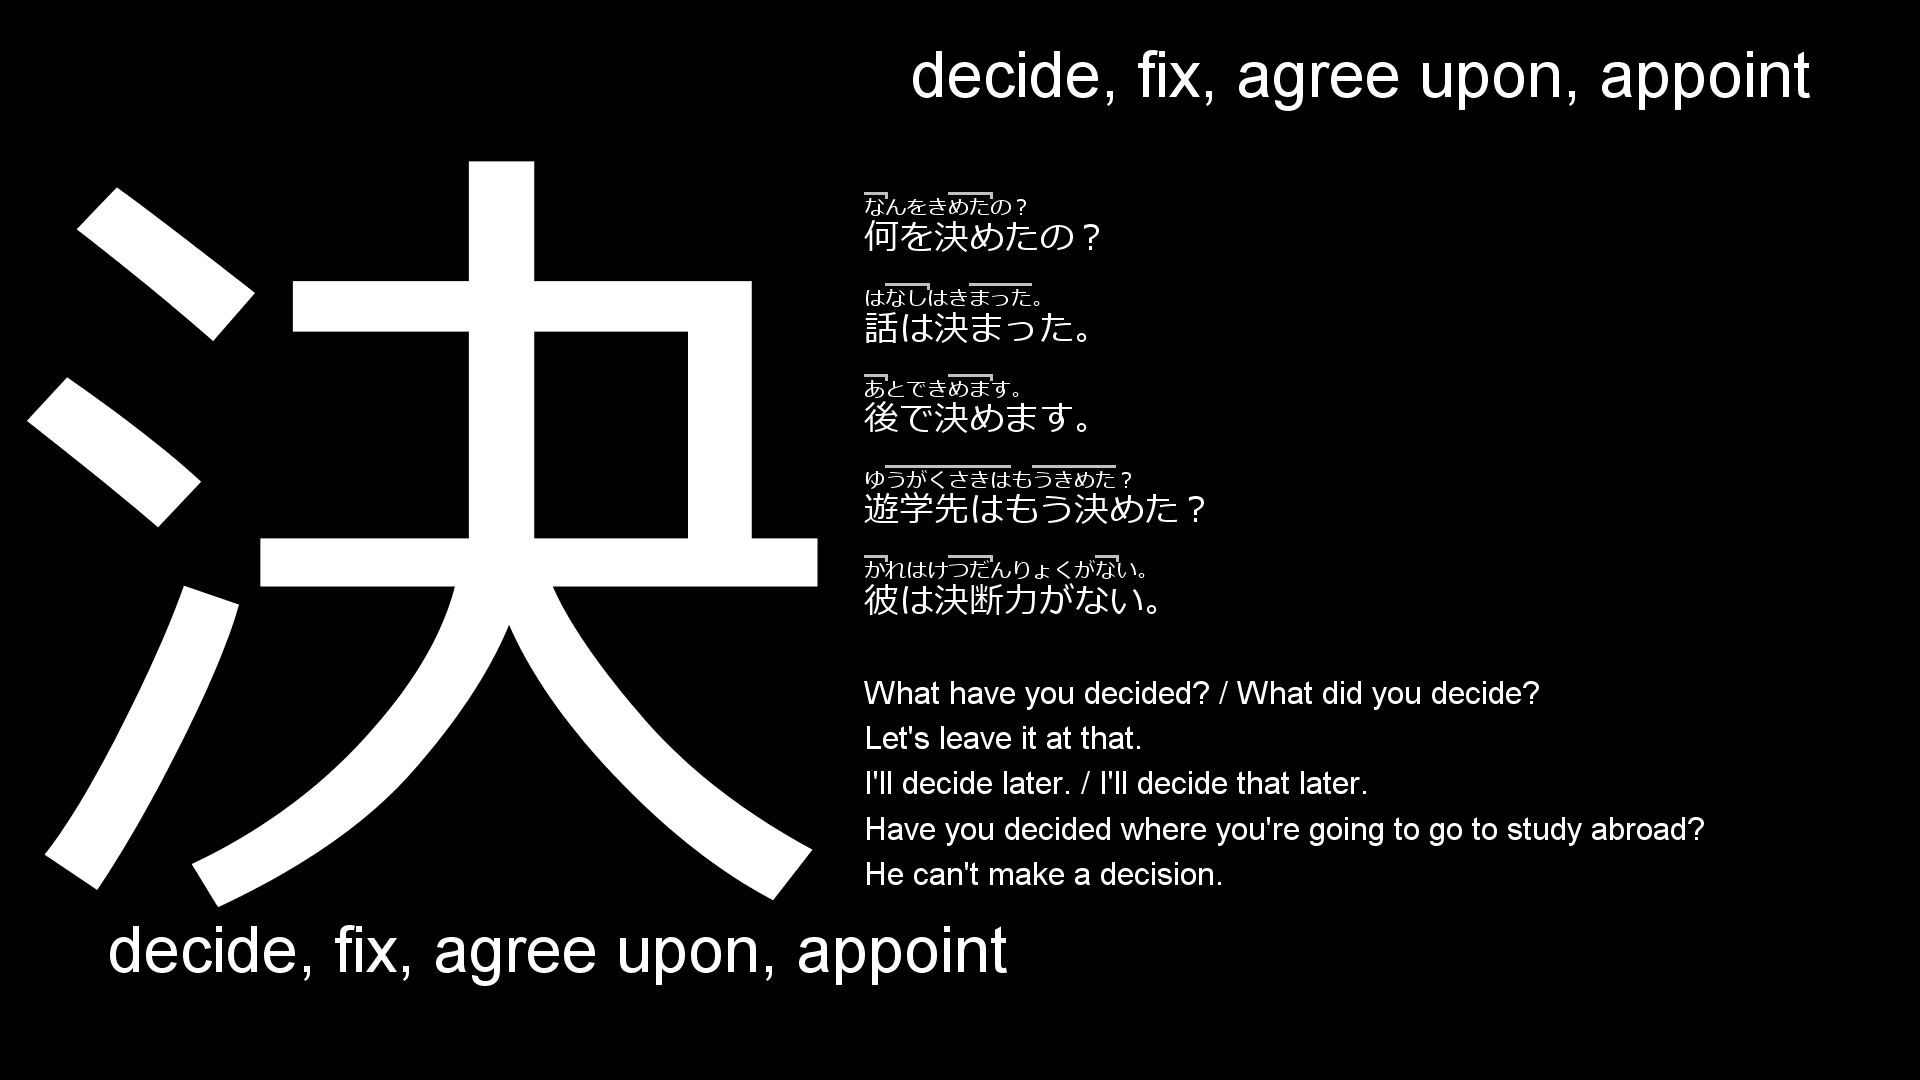 decide, fix, agree upon, appoint
決
なんをきめたの？
何を決めたの？
はなしはきまった。
話は決まった。
あとできめます。
後で決めます。
ゆうがくさきはもうきめた？
遊学先はもう決めた？
かれはけつだんりょくがない。
彼は決断力がない。
What have you decided? / What did you decide?
Let's leave it at that.
I'll decide later. / I'll decide that later.
Have you decided where you're going to go to study abroad?
He can't make a decision.
decide, fix, agree upon, appoint